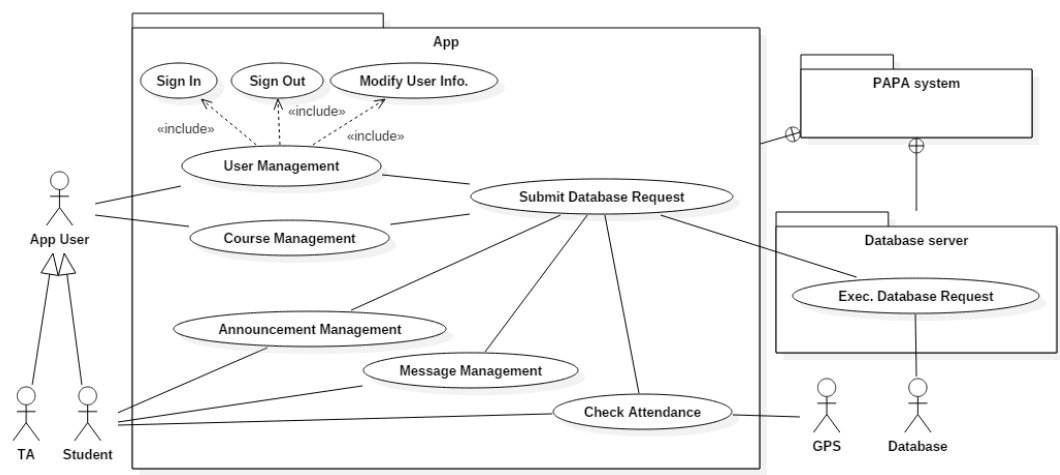 App
Sign In
Sign Out
Modify User Info.
«include»
«include»
«include»
User Management
PAPA system
Submit Database Request
App User
Course Management
Database server
Exec. Database Request
Announcement Management
Message Management
Check Attendance
TA
Student
GPS
Database